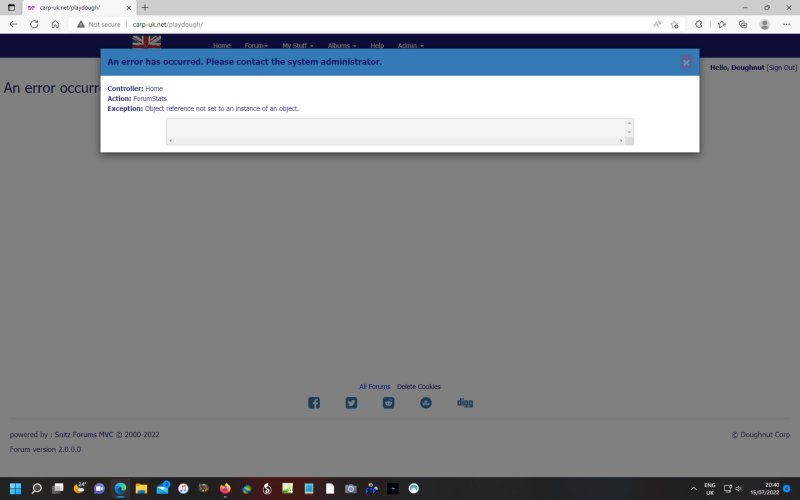 carp-uk.net/playdough/
Not secure
carp-uk.net/playdough/
Home
Forum
My Stuff
Albums
Help
Admin
An error has occurred. Please contact the system administrator.
Hello, Doughnut [Sign Out]
An error occurr
Controller: Home
Action: ForumStats
Exception: Object reference not set to an instance of an object.
All Forums Delete Cookies
digg
powered by : Snitz Forums MVC © 2000-2022
© Doughnut Corp
Forum version 2.0.0.0
24°
ENG
UK
20:40
15/07/2022